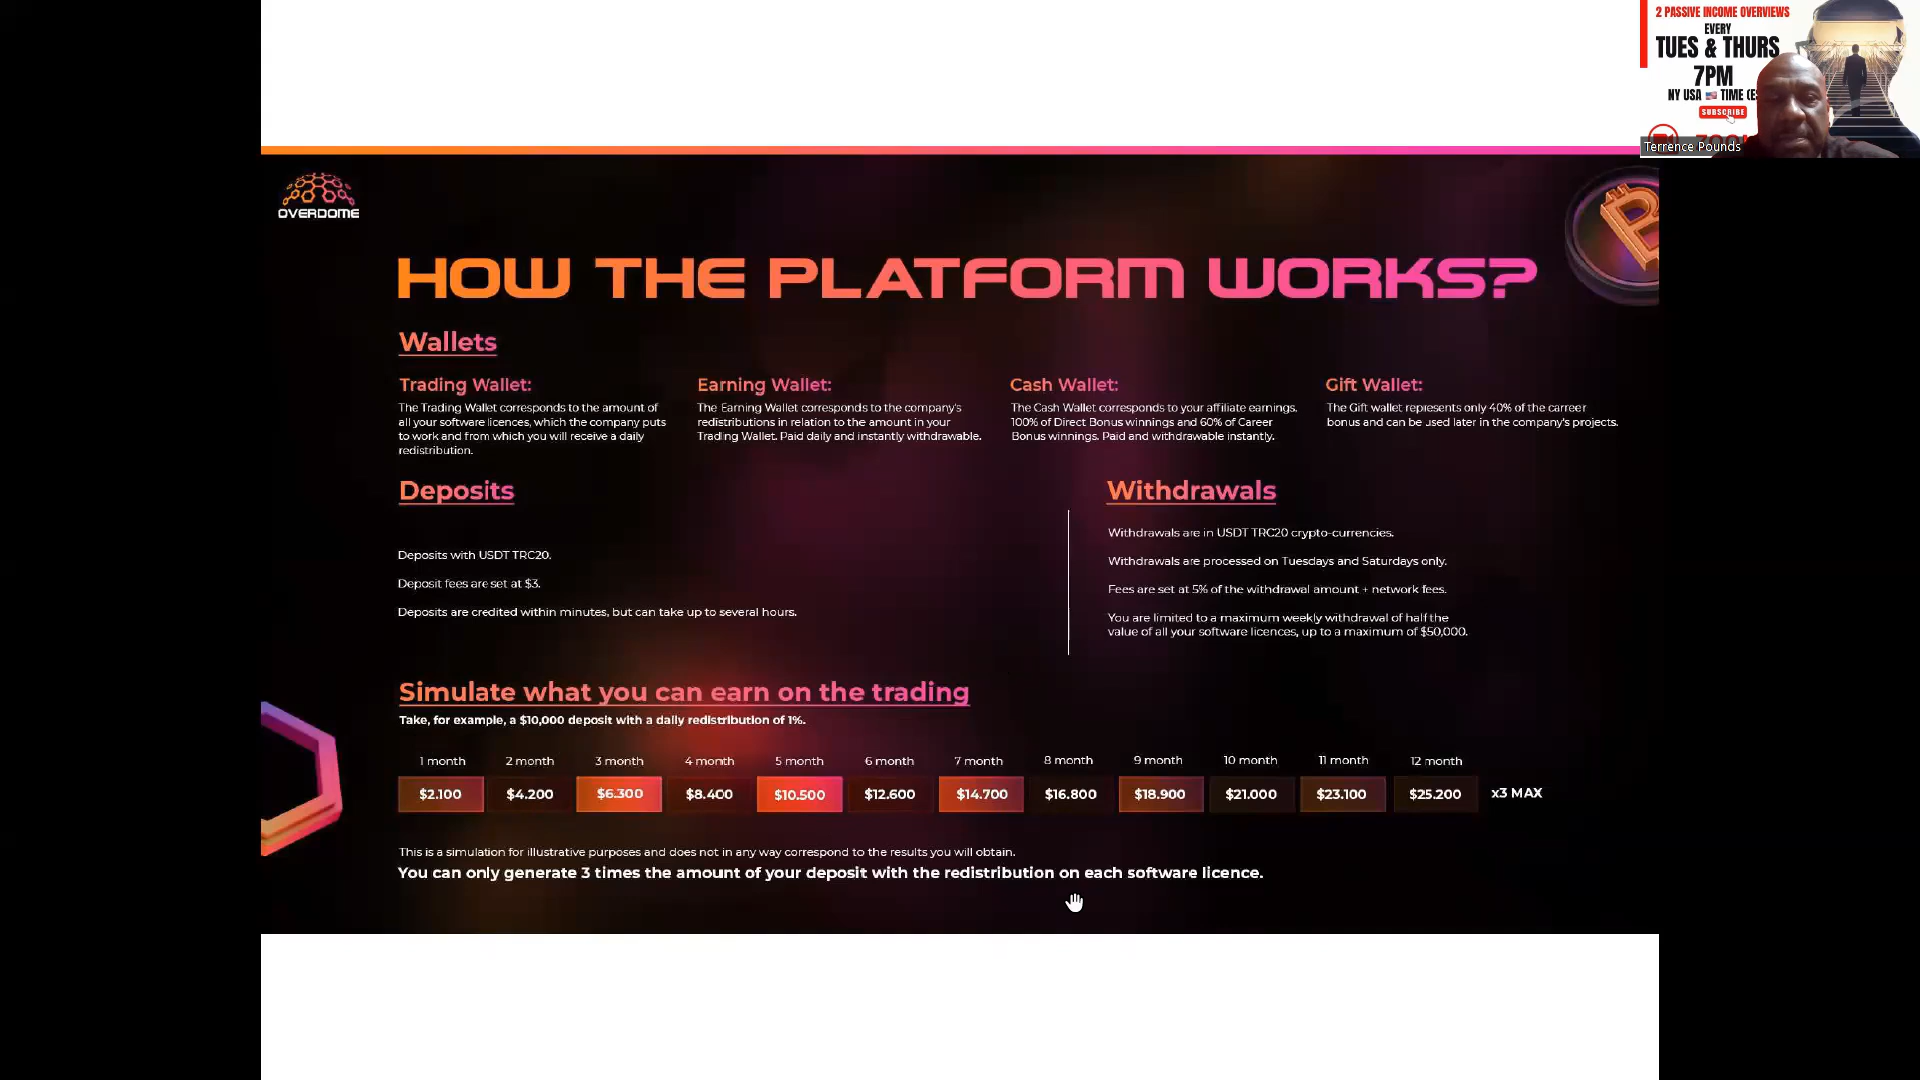 2 PASSIVE INCOME OVERVIEWS
EVERY
TUES & THURS
7PM
NY USA 🇺🇸 TIME
SUBSCRIBE
Terrence Pounds
OVERDOME
HOW THE PLATFORM WORKS?
Wallets
Trading Wallet:
The Trading Wallet corresponds to the amount of
all your software licences, which the company puts
to work and from which you will receive a daily
redistribution.
Earning Wallet:
The Earning Wallet corresponds to the company's
redistributions in relation to the amount in your
Trading Wallet. Paid daily and instantly withdrawable.
Cash Wallet:
The Cash Wallet corresponds to your affiliate earnings.
100% of Direct Bonus winnings and 60% of Career
Bonus winnings. Paid and withdrawable instantly.
Gift Wallet:
The Gift wallet represents only 40% of the carreer
bonus and can be used later in the company's projects.
Deposits
Deposits with USDT TRC20.
Deposit fees are set at $3.
Deposits are credited within minutes, but can take up to several hours.
Withdrawals
Withdrawals are in USDT TRC20 crypto-currencies.
Withdrawals are processed on Tuesdays and Saturdays only.
Fees are set at 5% of the withdrawal amount + network fees.
You are limited to a maximum weekly withdrawal of half the
value of all your software licences, up to a maximum of $50,000.
Simulate what you can earn on the trading
Take, for example, a $10,000 deposit with a daily redistribution of 1%.
1 month 2 month 3 month 4 month 5 month 6 month 7 month 8 month 9 month 10 month 11 month 12 month
$2.100 $4.200 $6.300 $8.400 $10.500 $12.600 $14.700 $16.800 $18.900 $21.000 $23.100 $25.200 x3 MAX
This is a simulation for illustrative purposes and does not in any way correspond to the results you will obtain.
You can only generate 3 times the amount of your deposit with the redistribution on each software licence.